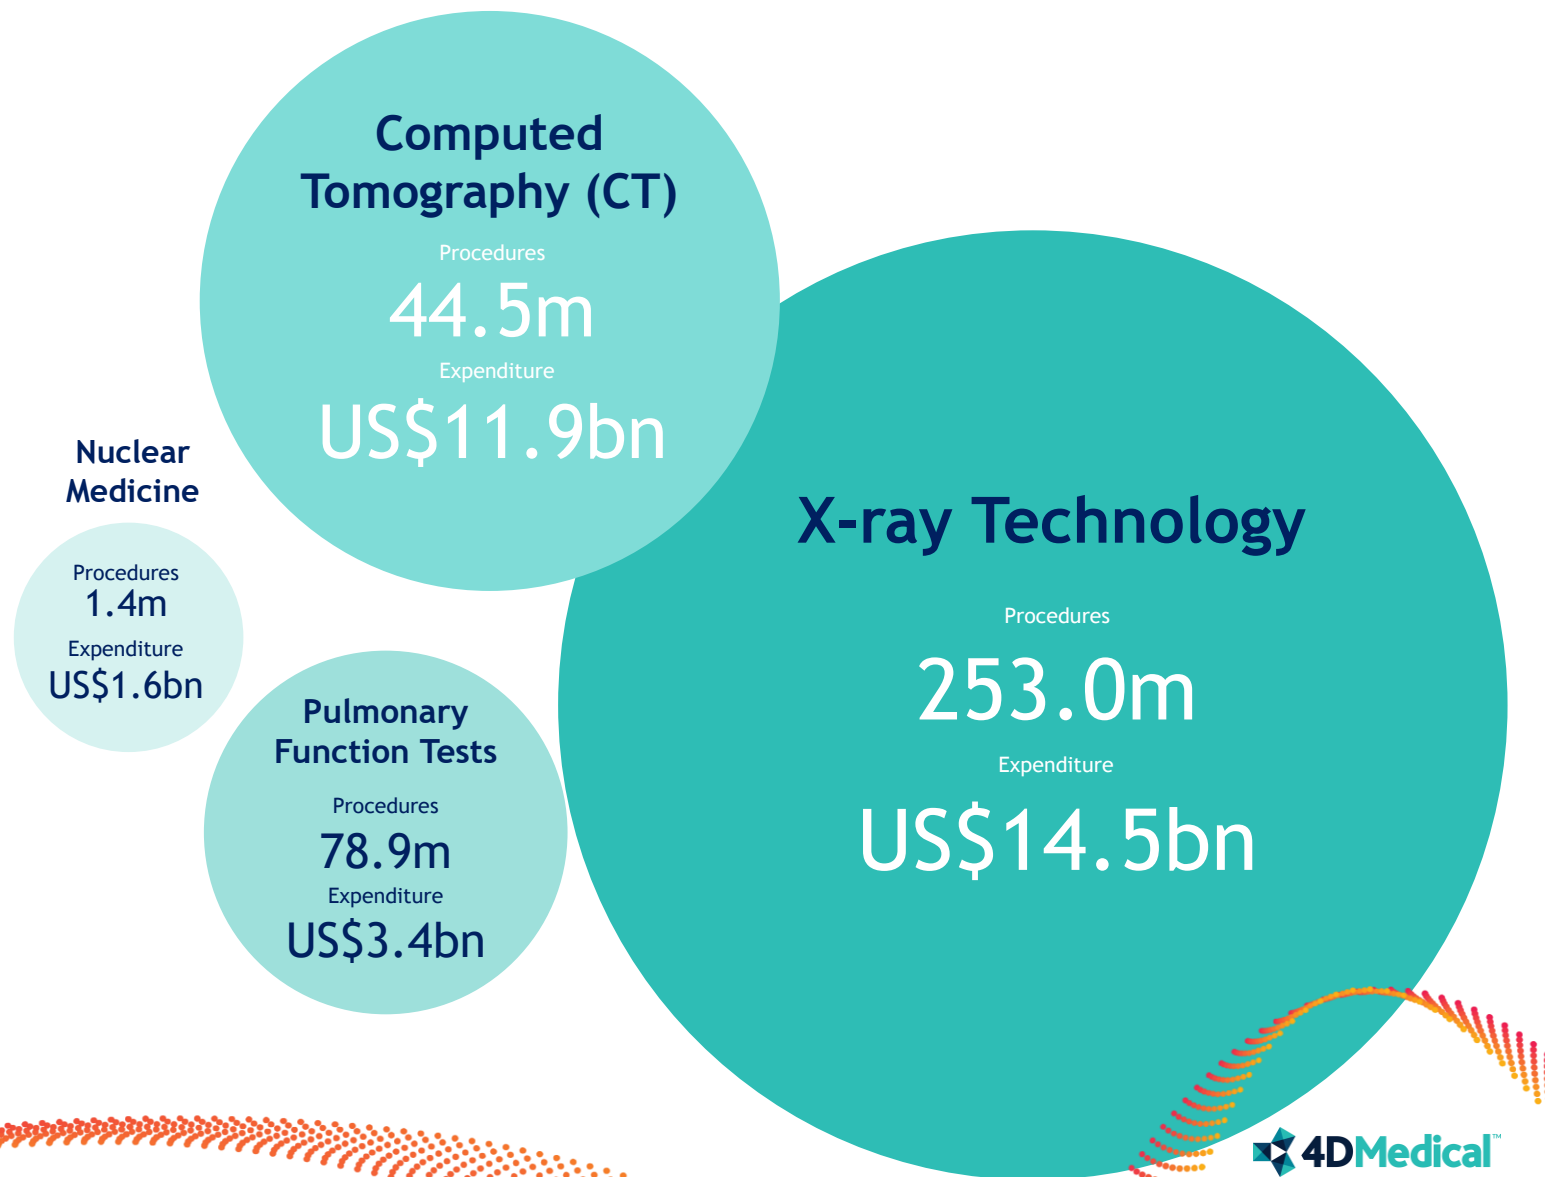 Computed
Tomography (CT)
Procedures
44.5m
Expenditure
US$11.9bn
Nuclear
Medicine
Procedures
1.4m
Expenditure
US$1.6bn
Pulmonary
Function Tests
Procedures
78.9m
Expenditure
US$3.4bn
X-ray Technology
Procedures
253.0m
Expenditure
US$14.5bn
4DMedical™